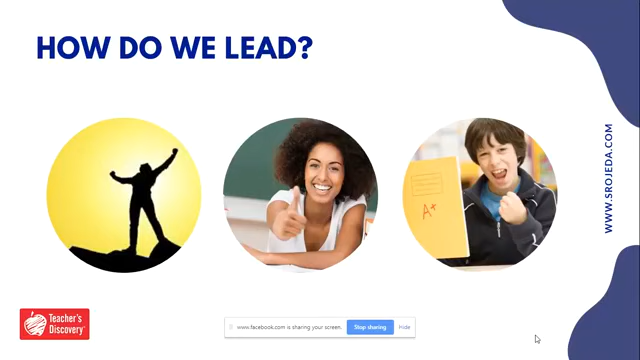 HOW DO WE LEAD?
WWW.SROJEDA.COM
A+
Teacher's
Discovery
www.facebook.com is sharing your screen.
Stop sharing
Hide